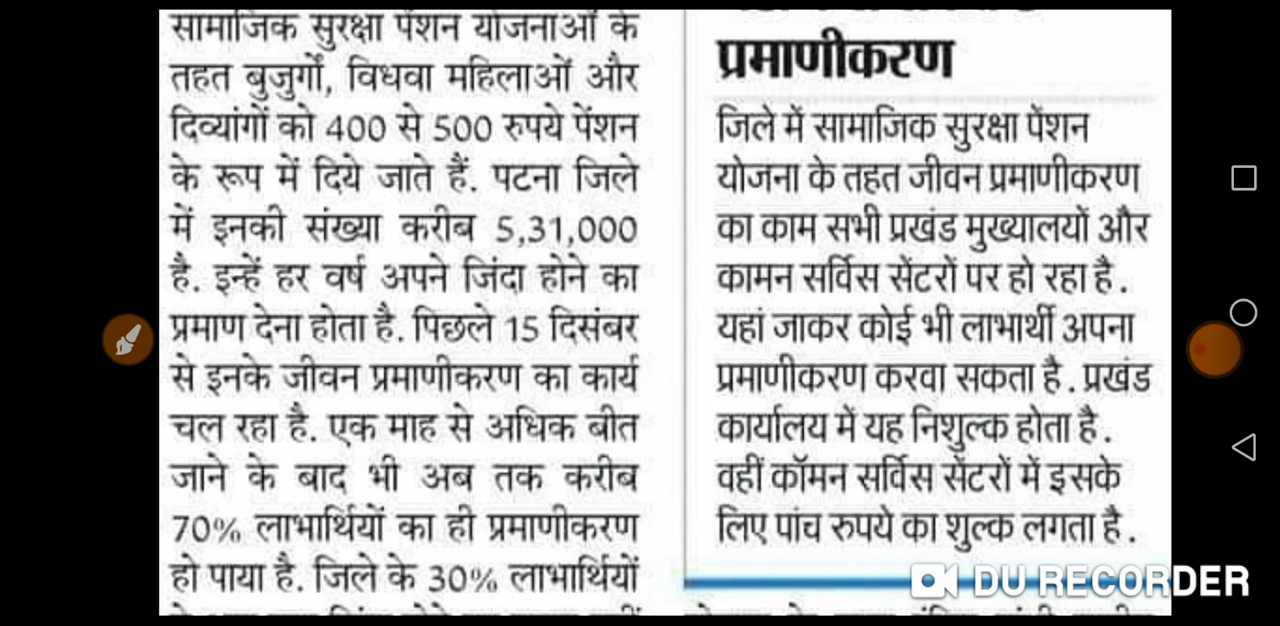 सामाजिक सुरक्षा पेंशन योजनाओं के
तहत बुजुर्गों, विधवा महिलाओं और
दिव्यांगों को 400 से 500 रुपये पेंशन
के रूप में दिये जाते हैं. पटना जिले
में इनकी संख्या करीब 5,31,000
है. इन्हें हर वर्ष अपने जिंदा होने का
प्रमाण देना होता है. पिछले 15 दिसंबर
से इनके जीवन प्रमाणीकरण का कार्य
चल रहा है. एक माह से अधिक बीत
जाने के बाद भी अब तक करीब
70% लाभार्थियों का ही प्रमाणीकरण
हो पाया है. जिले के 30% लाभार्थियों
प्रमाणीकरण
जिले में सामाजिक सुरक्षा पेंशन
योजना के तहत जीवन प्रमाणीकरण
का काम सभी प्रखंड मुख्यालयों और
कामन सर्विस सेंटरों पर हो रहा है.
यहां जाकर कोई भी लाभार्थी अपना
प्रमाणीकरण करवा सकता है. प्रखंड
कार्यालय में यह निशुल्क होता है.
वहीं कॉमन सर्विस सेंटरों में इसके
लिए पांच रुपये का शुल्क लगता है.
DU RECORDER